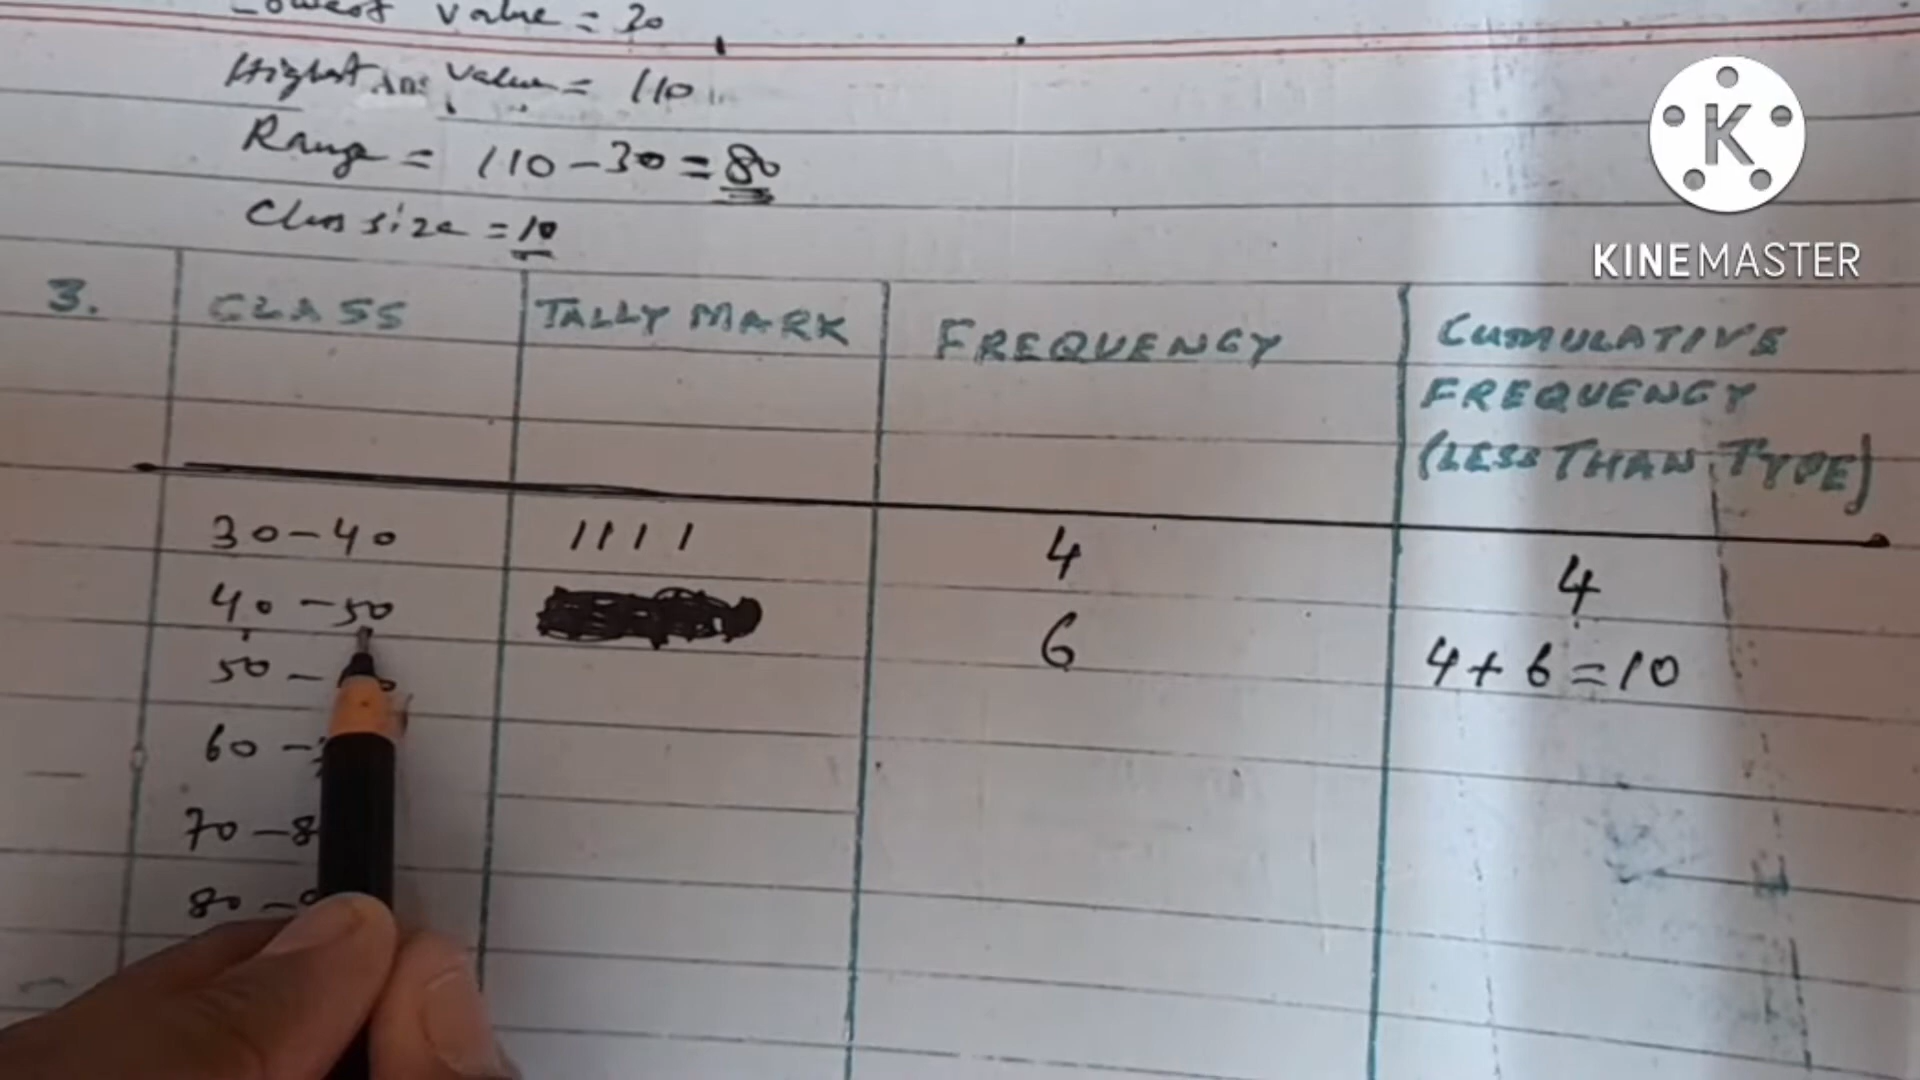 Lowest value = 30
Highest value = 110
Range = 110 - 30 = 80
Class size = 10
3. CLASS TALLY MARK FREQUENCY CUMULATIVE FREQUENCY (LESS THAN TYPE)
30-40 |||| 4 4
40-50 6 4+6=10
50-
60-
70-8
80-
K
KINEMASTER